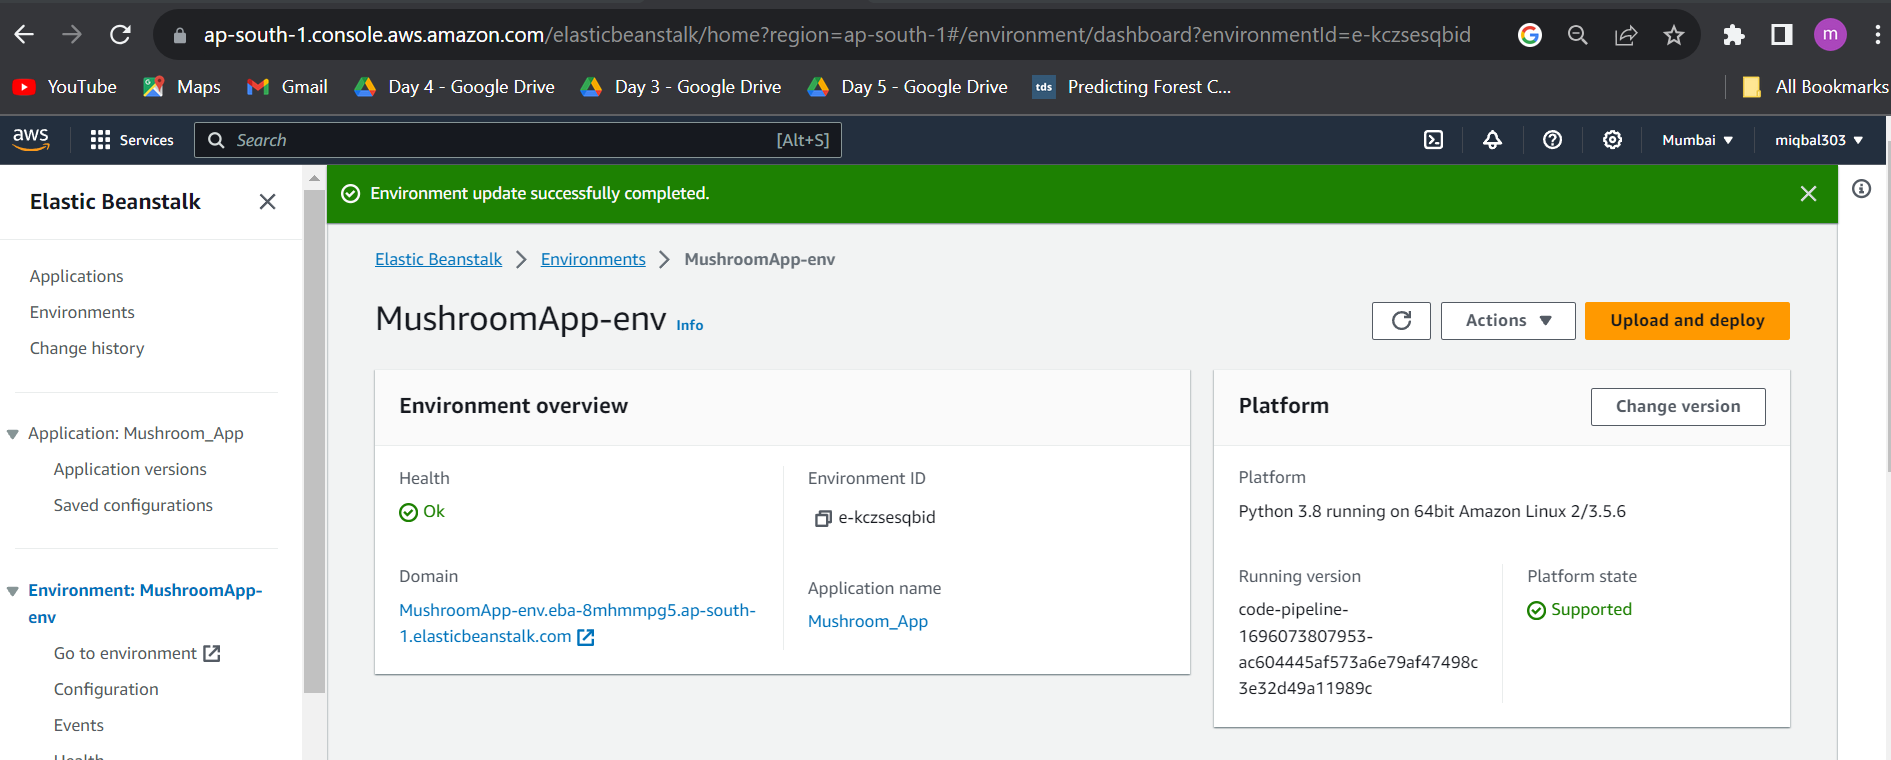 ap-south-1.console.aws.amazon.com/elasticbeanstalk/home?region=ap-south-1#/environment/dashboard?environmentId=e-kczsesqbid
m
YouTube
Maps
Gmail
Day 4 - Google Drive
Day 3 - Google Drive
Day 5 - Google Drive
tds
Predicting Forest C...
All Bookmarks
aws
Services
Search
[Alt+S]
Mumbai
miqbal303
Elastic Beanstalk
Applications
Environments
Change history
Application: Mushroom_App
Application versions
Saved configurations
Environment: MushroomApp-
env
Go to environment
Configuration
Events
Health
Environment update successfully completed.
Elastic Beanstalk
Environments
MushroomApp-env
MushroomApp-env Info
Actions
Upload and deploy
Environment overview
Health
Ok
Environment ID
e-kczsesqbid
Domain
MushroomApp-env.eba-8mhmmpg5.ap-south-
1.elasticbeanstalk.com
Application name
Mushroom_App
Platform
Change version
Platform
Python 3.8 running on 64bit Amazon Linux 2/3.5.6
Running version
code-pipeline-
1696073807953-
ac604445af573a6e79af47498c
3e32d49a11989c
Platform state
Supported